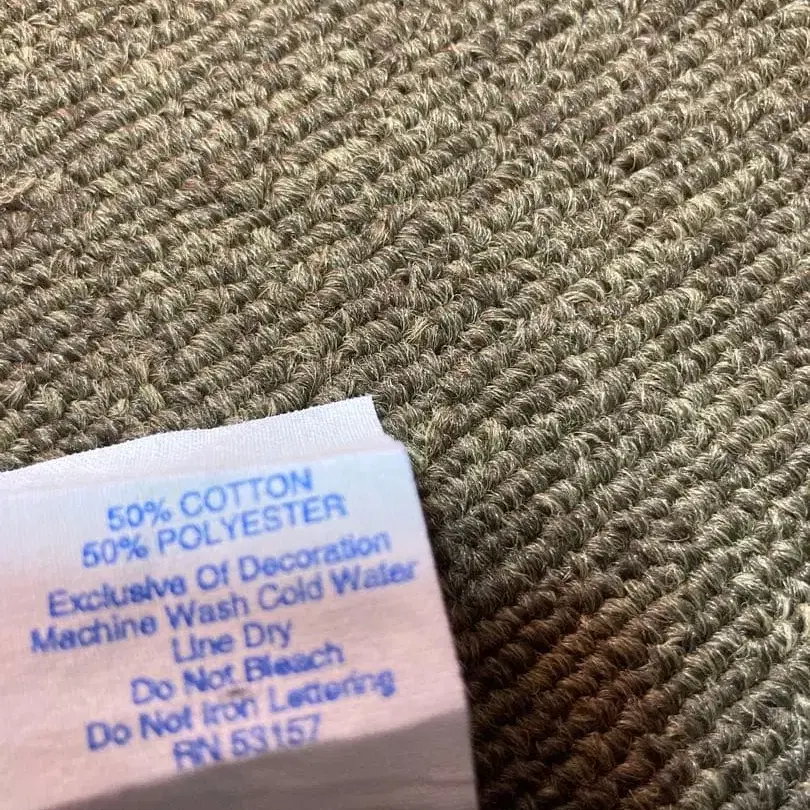 50% COTTON
50% POLYESTER
Exclusive Of Decoration
Machine Wash Cold Water
Line Dry
Do Not Bleach
Do Not Iron Lettering
RN 53157